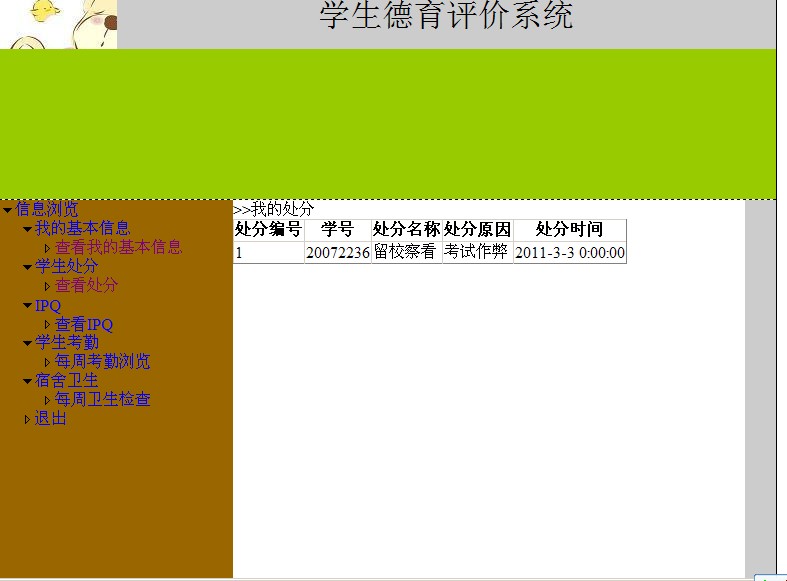 学生德育评价系统
信息浏览
我的基本信息
查看我的基本信息
学生处分
查看处分
IPQ
查看IPQ
学生考勤
每周考勤浏览
宿舍卫生
每周卫生检查
退出
>>我的处分
处分编号 学号 处分名称 处分原因 处分时间
1 20072236 留校察看 考试作弊 2011-3-3 0:00:00